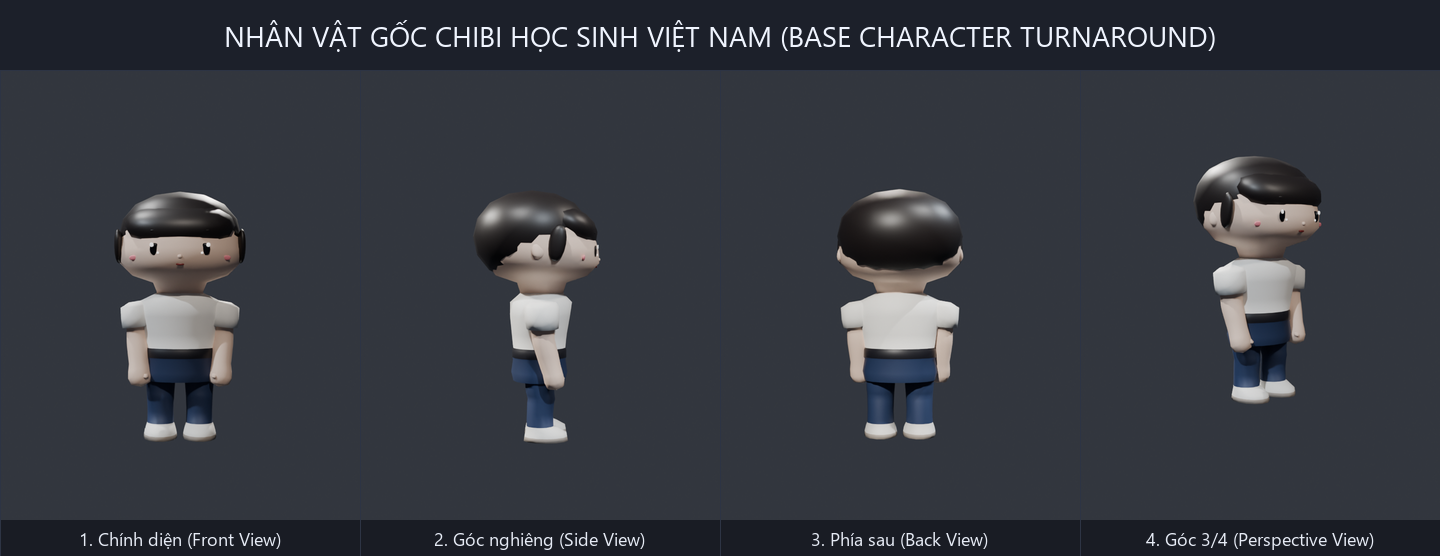 NHÂN VẬT GỐC CHIBI HỌC SINH VIỆT NAM (BASE CHARACTER TURNAROUND)
1. Chính diện (Front View)
2. Góc nghiêng (Side View)
3. Phía sau (Back View)
4. Góc 3/4 (Perspective View)